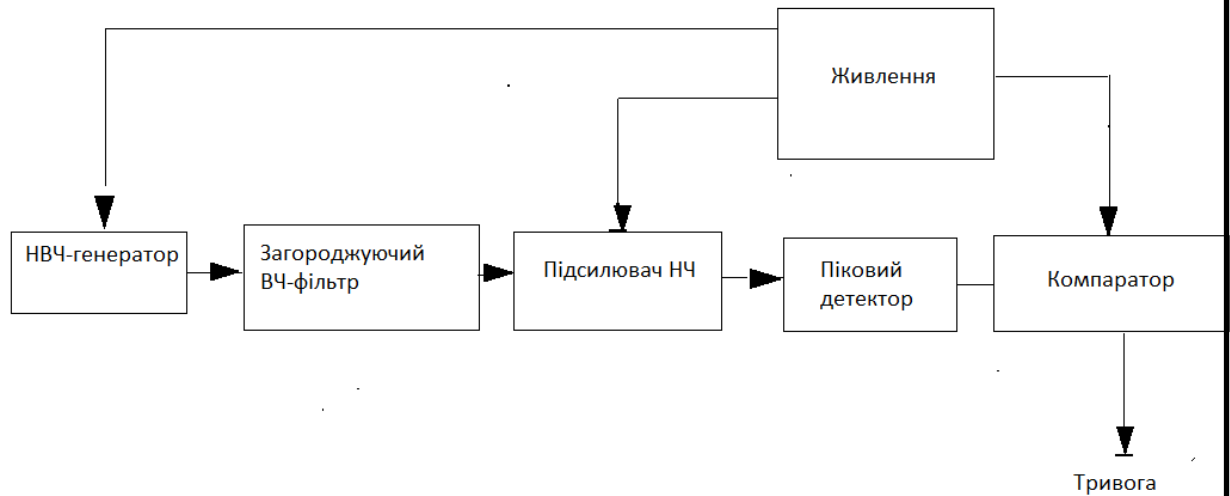 Живлення
НВЧ-генератор
Загороджуючий
ВЧ-фільтр
Підсилювач НЧ
Піковий
детектор
Компаратор
Тривога